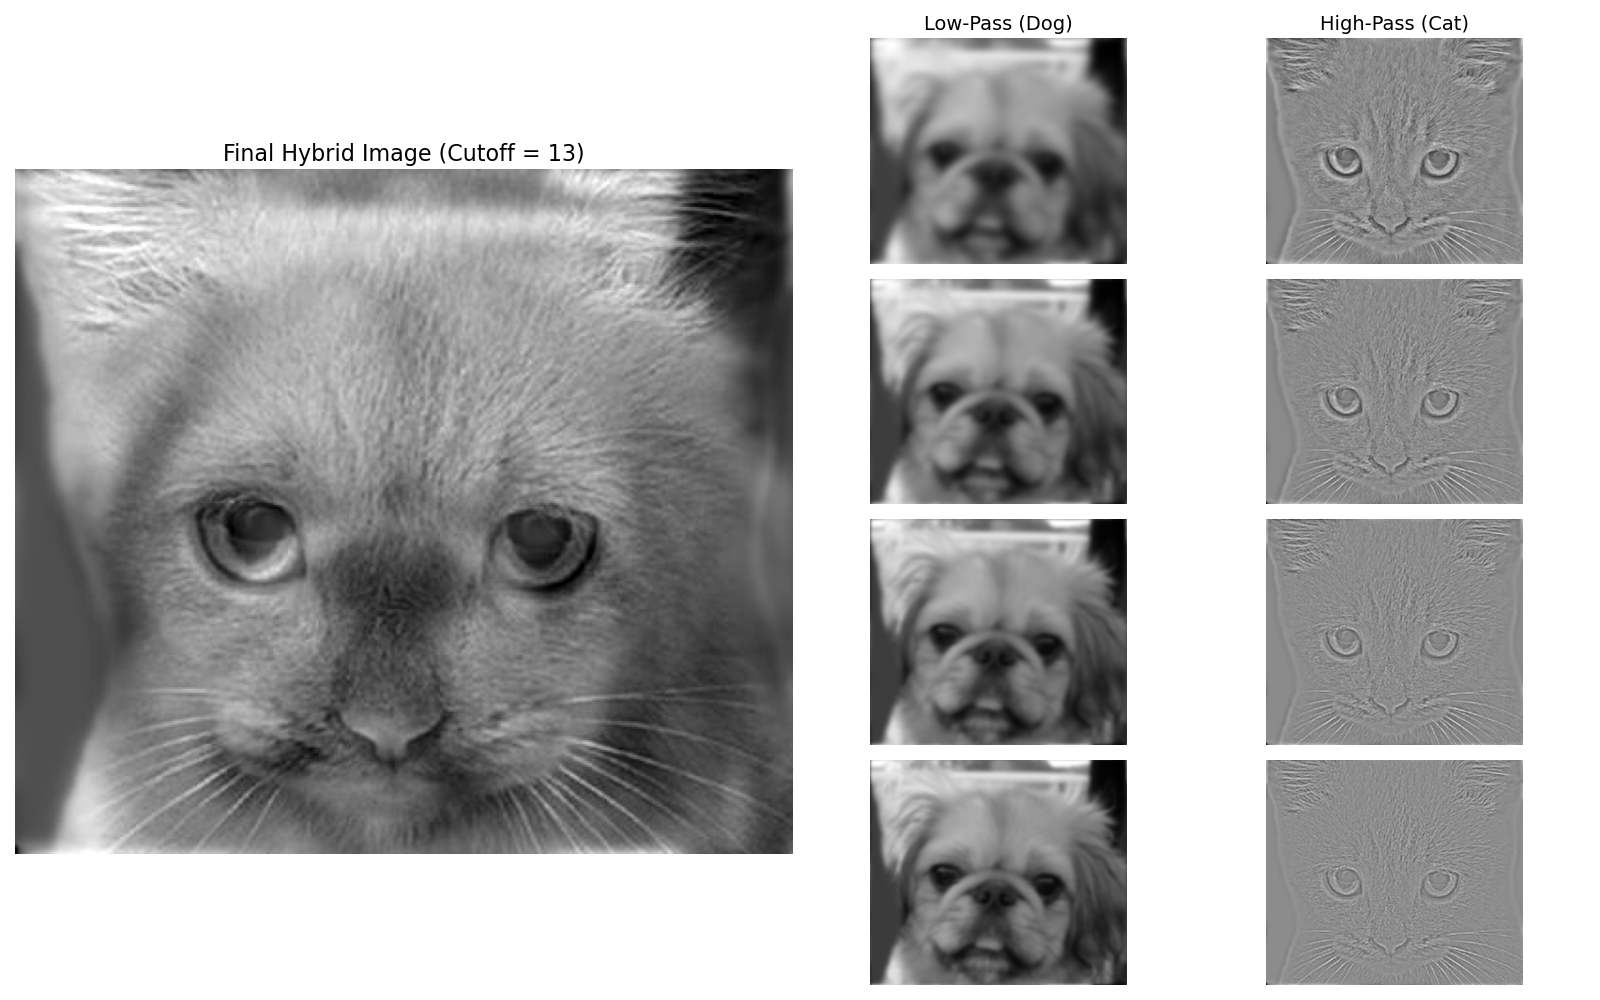 Final Hybrid Image (Cutoff = 13)
Low-Pass (Dog)
High-Pass (Cat)